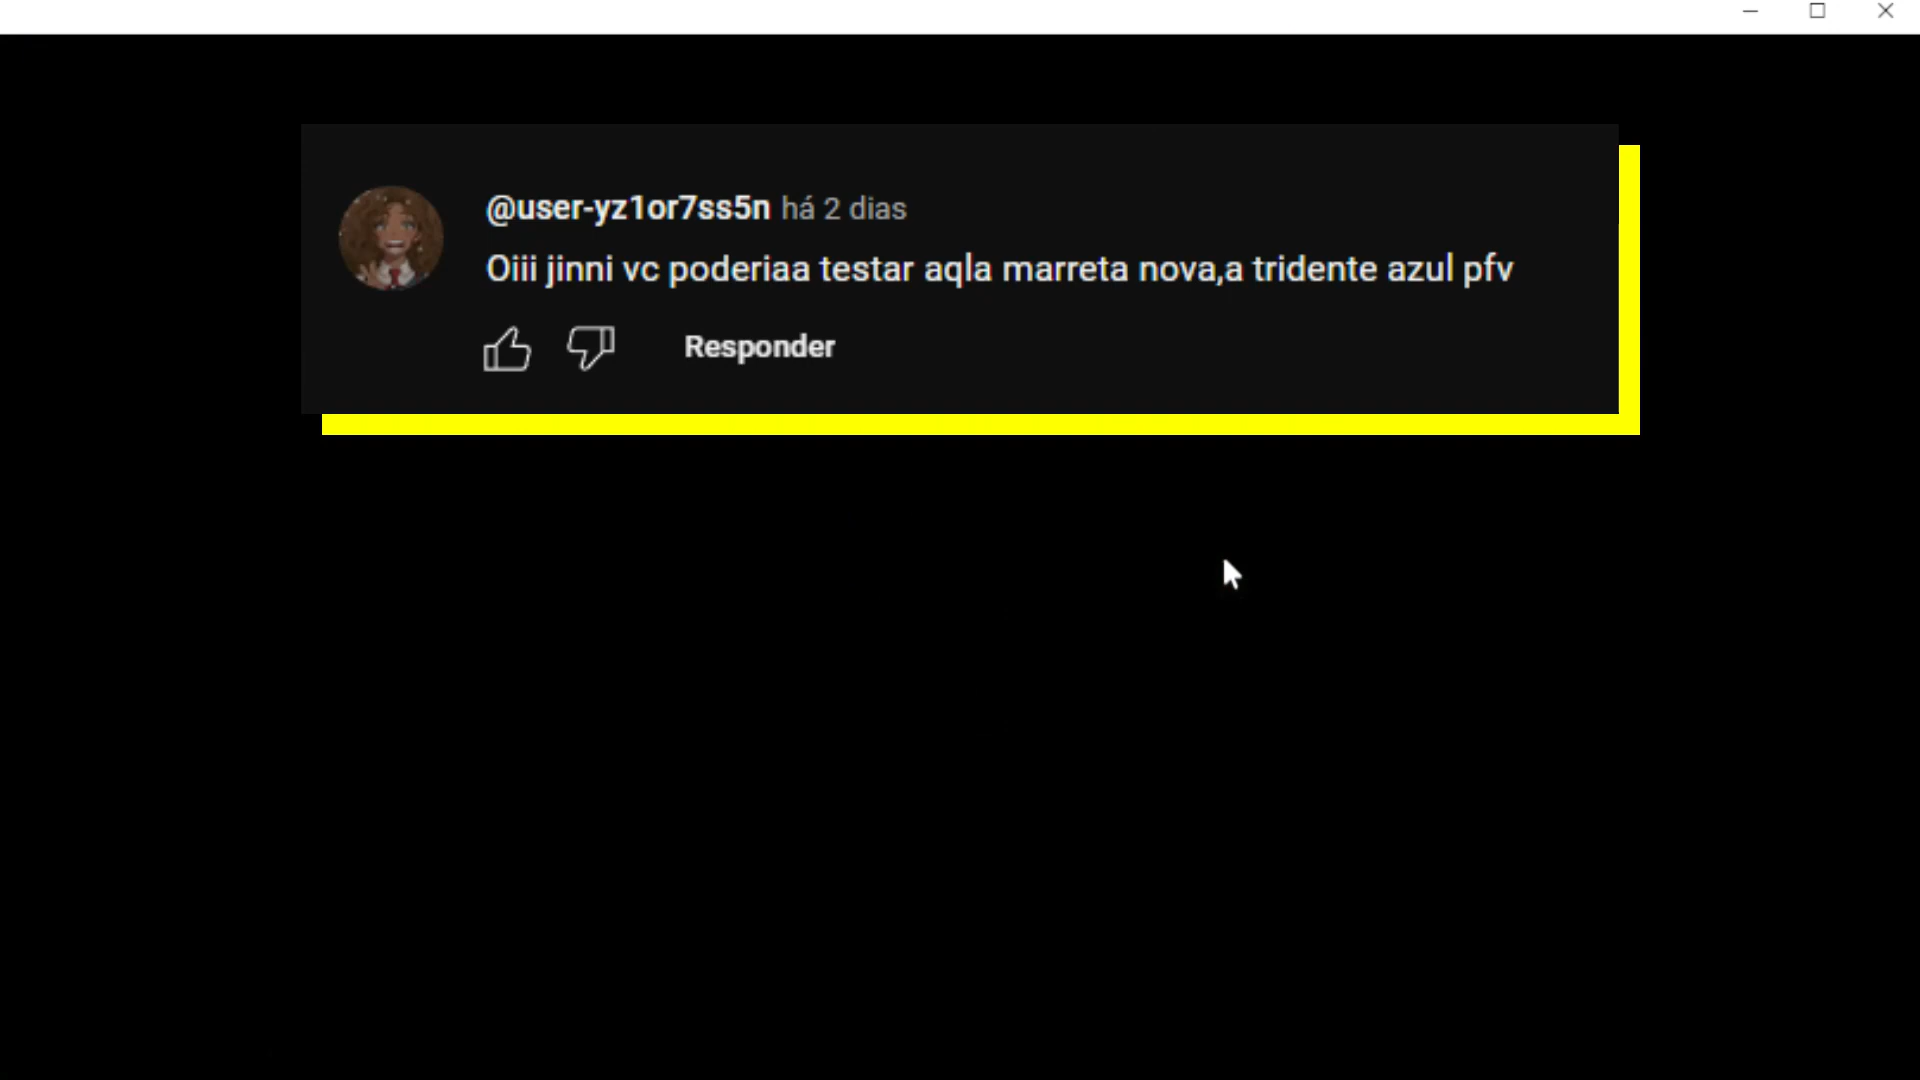 @user-yz1or7ss5n há 2 dias
Oiii jinni vc poderiaa testar aqla marreta nova,a tridente azul pfv
Responder